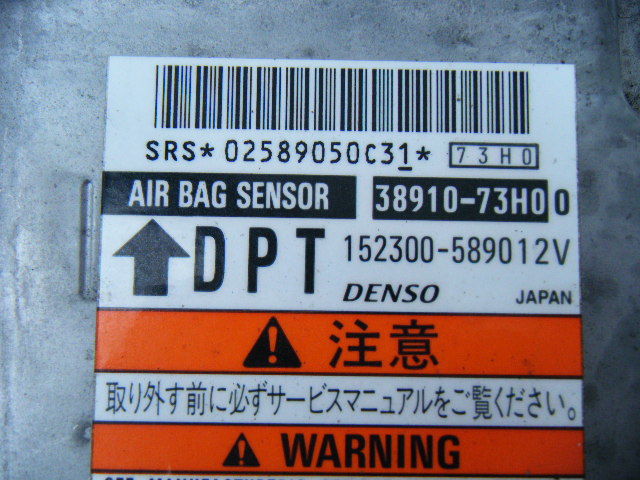 SRS*02589050C31* 73H0
AIR BAG SENSOR 38910-73H00
DPT 152300-589012V
DENSO JAPAN
注意
取り外す前に必ずサービスマニュアルをご覧ください。
WARNING